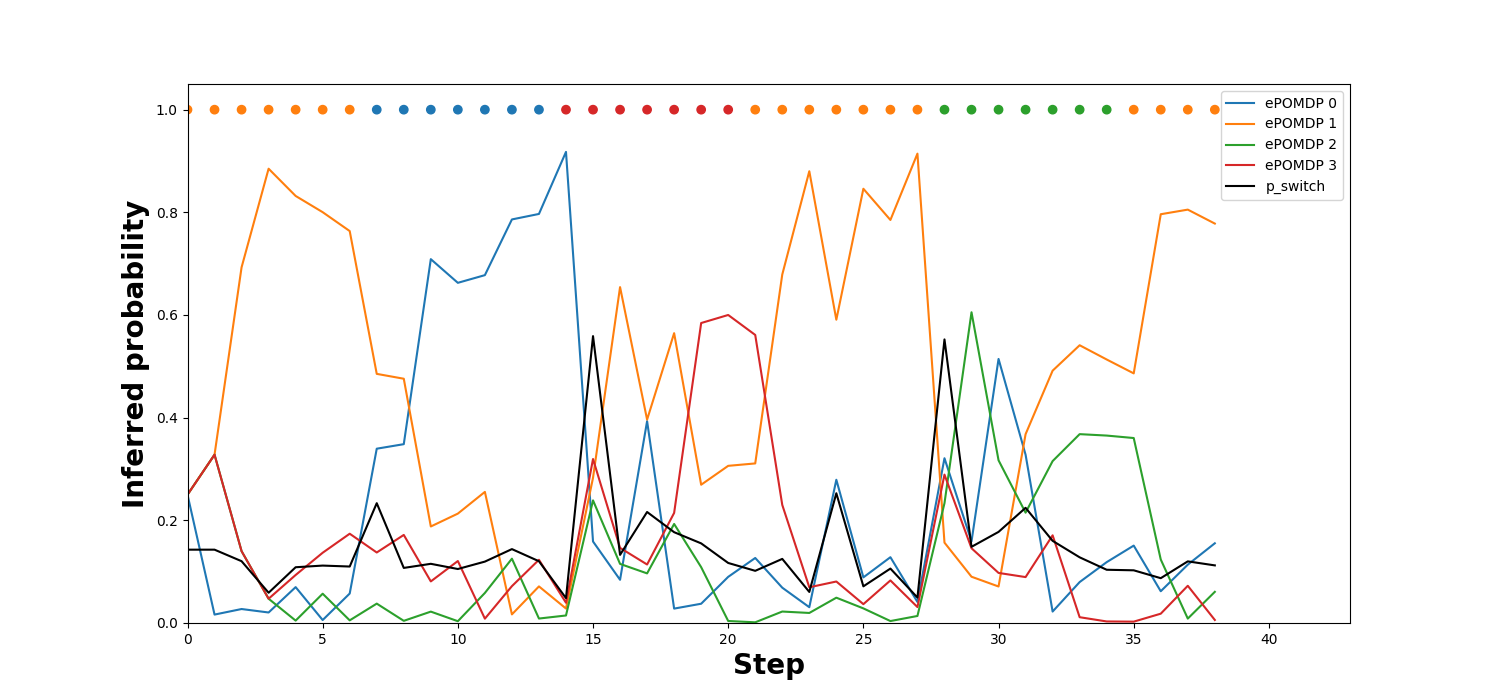 1.0
0.8
0.6
0.4
0.2
0.0
Inferred probability
0 5 10 15 20 25 30 35 40
Step
ePOMDP 0
ePOMDP 1
ePOMDP 2
ePOMDP 3
p_switch